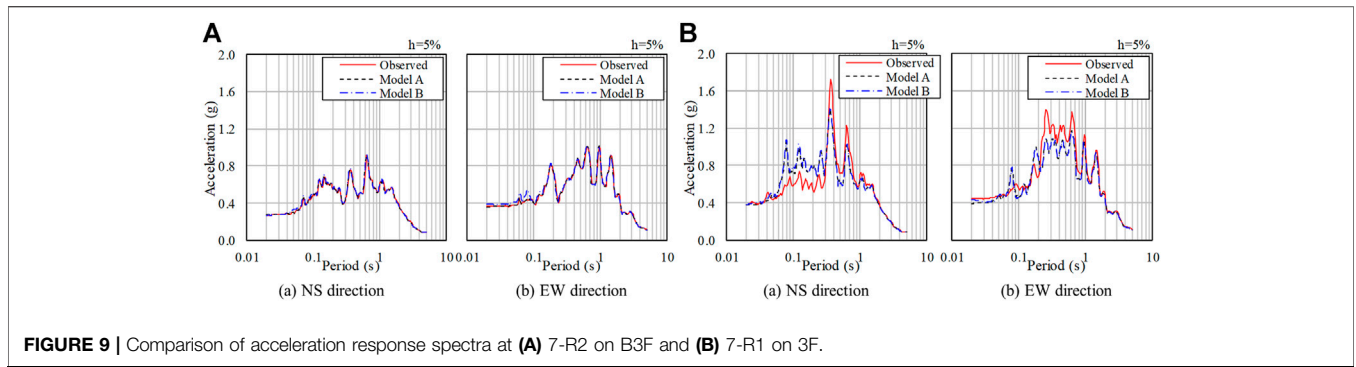 A
B
h=5%
Observed
Model A
Model B
Acceleration (g)
2.0
1.6
1.2
0.8
0.4
0.0
0.01
0.1
1
10
Period (s)
(a) NS direction
h=5%
Observed
Model A
Model B
0.01
0.1
1
10
Period (s)
(b) EW direction
h=5%
Observed
Model A
Model B
Acceleration (g)
2.0
1.6
1.2
0.8
0.4
0.0
0.01
0.1
1
10
Period (s)
(a) NS direction
h=5%
Observed
Model A
Model B
0.01
0.1
1
10
Period (s)
(b) EW direction
FIGURE 9 | Comparison of acceleration response spectra at (A) 7-R2 on B3F and (B) 7-R1 on 3F.